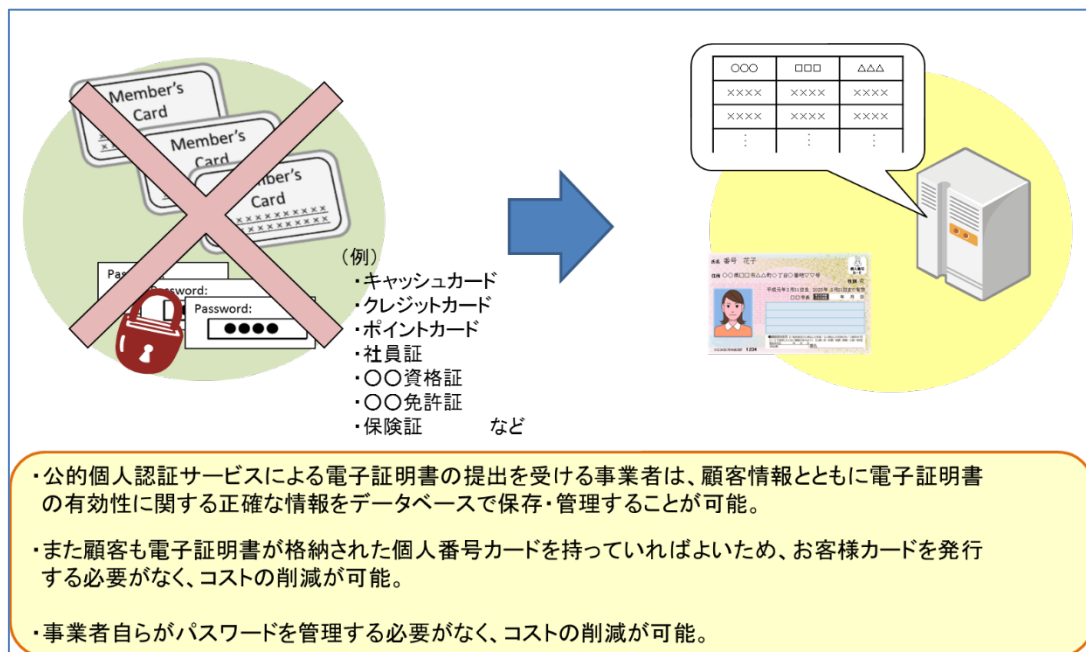 Member's
Card
Member's
Card
Card
Password:
●●●●
(例)
・キャッシュカード
・クレジットカード
・ポイントカード
・社員証
・〇〇資格証
・〇〇免許証
・保険証 など
○○○ □□□ △△△
×××× ×××× ××××
×××× ×××× ××××
⋮ ⋮ ⋮
氏名 番号 花子
1234
・公的個人認証サービスによる電子証明書の提出を受ける事業者は、顧客情報とともに電子証明書
の有効性に関する正確な情報をデータベースで保存・管理することが可能。
・また顧客も電子証明書が格納された個人番号カードを持っていればよいため、お客様カードを発行
する必要がなく、コストの削減が可能。
・事業者自らがパスワードを管理する必要がなく、コストの削減が可能。